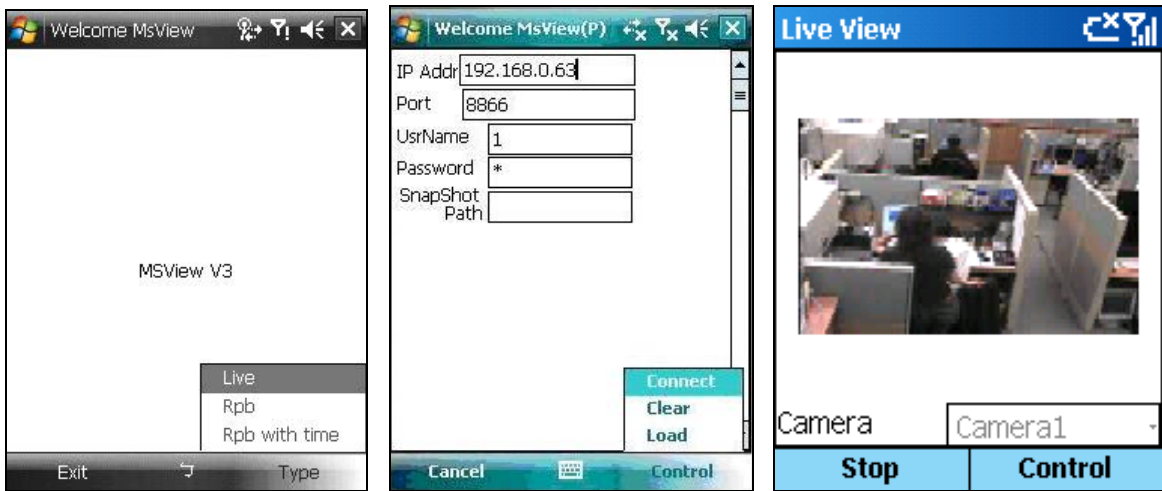 Welcome MsView
MSView V3
Live
Rpb
Rpb with time
Exit
Type
Welcome MsView(P)
IP Addr 192.168.0.63
Port 8866
UsrName 1
Password *
SnapShot
Path
Connect
Clear
Load
Cancel
Control
Live View
Camera Camera1
Stop
Control